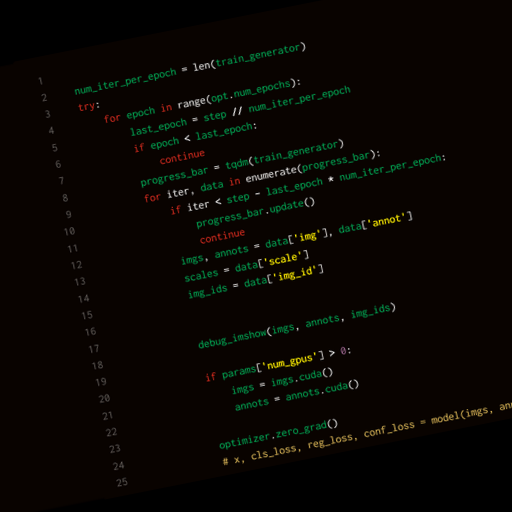 1
2 num_iter_per_epoch = len(train_generator)
3 try:
4 for epoch in range(opt.num_epochs):
5 last_epoch = step // num_iter_per_epoch
6 if epoch < last_epoch:
7 continue
8 progress_bar = tqdm(train_generator)
9 for iter, data in enumerate(progress_bar):
10 if iter < step - last_epoch * num_iter_per_epoch:
11 progress_bar.update()
12 continue
13 imgs, annots = data['img'], data['annot']
14 scales = data['scale']
15 img_ids = data['img_id']
16
17
18 debug_imshow(imgs, annots, img_ids)
19
20 if params['num_gpus'] > 0:
21 imgs = imgs.cuda()
22 annots = annots.cuda()
23
24 optimizer.zero_grad()
25 # x, cls_loss, reg_loss, conf_loss = model(imgs,